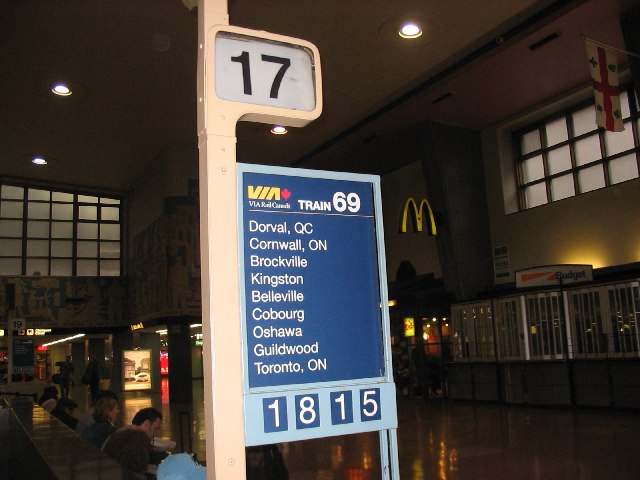 17
VIA
VIA Rail Canada
TRAIN 69
Dorval, QC
Cornwall, ON
Brockville
Kingston
Belleville
Cobourg
Oshawa
Guildwood
Toronto, ON
1815
Budget
19